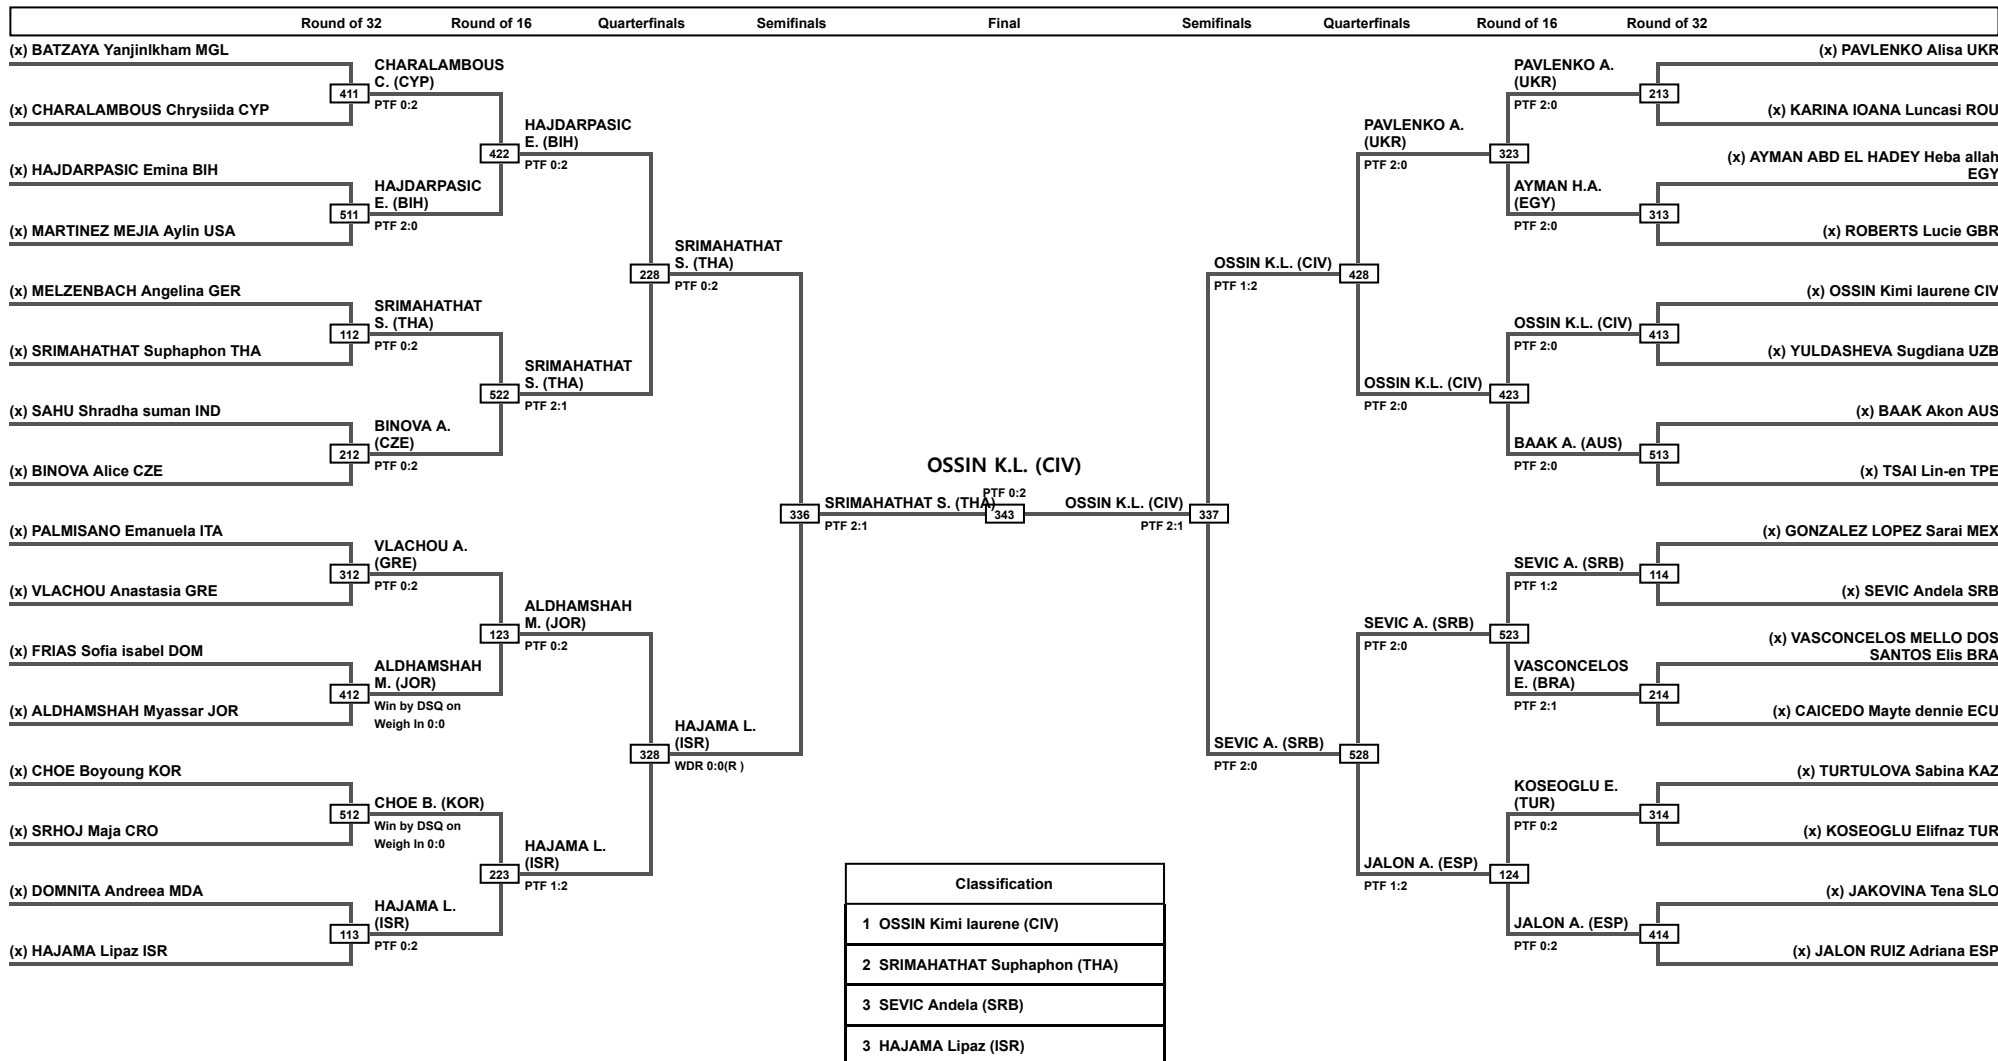 Round of 32 Round of 16 Quarterfinals Semifinals Final Semifinals Quarterfinals Round of 16 Round of 32
(x) BATZAYA Yanjinlkham MGL
(x) CHARALAMBOUS Chrysiida CYP
(x) HAJDARPASIC Emina BIH
(x) MARTINEZ MEJIA Aylin USA
(x) MELZENBACH Angelina GER
(x) SRIMAHATHAT Suphaphon THA
(x) SAHU Shradha suman IND
(x) BINOVA Alice CZE
(x) PALMISANO Emanuela ITA
(x) VLACHOU Anastasia GRE
(x) FRIAS Sofia isabel DOM
(x) ALDHAMSHAH Myassar JOR
(x) CHOE Boyoung KOR
(x) SRHOJ Maja CRO
(x) DOMNITA Andreea MDA
(x) HAJAMA Lipaz ISR
411
CHARALAMBOUS
C. (CYP)
PTF 0:2
511
HAJDARPASIC
E. (BIH)
PTF 2:0
112
SRIMAHATHAT
S. (THA)
PTF 0:2
212
BINOVA A.
(CZE)
PTF 0:2
312
VLACHOU A.
(GRE)
PTF 0:2
412
ALDHAMSHAH
M. (JOR)
Win by DSQ on
Weigh In 0:0
512
CHOE B. (KOR)
Win by DSQ on
Weigh In 0:0
113
HAJAMA L.
(ISR)
PTF 0:2
422
HAJDARPASIC
E. (BIH)
PTF 0:2
522
SRIMAHATHAT
S. (THA)
PTF 2:1
123
ALDHAMSHAH
M. (JOR)
PTF 0:2
223
HAJAMA L.
(ISR)
PTF 1:2
228
SRIMAHATHAT
S. (THA)
PTF 0:2
328
HAJAMA L.
(ISR)
WDR 0:0(R )
336
SRIMAHATHAT S. (THA)
PTF 2:1
OSSIN K.L. (CIV)
PTF 0:2
343
OSSIN K.L. (CIV)
PTF 2:1
337
OSSIN K.L. (CIV)
PTF 1:2
428
SEVIC A. (SRB)
PTF 2:0
528
PAVLENKO A.
(UKR)
PTF 2:0
323
OSSIN K.L. (CIV)
PTF 2:0
423
SEVIC A. (SRB)
PTF 2:0
523
JALON A. (ESP)
PTF 1:2
124
PAVLENKO A.
(UKR)
PTF 2:0
213
AYMAN H.A.
(EGY)
PTF 2:0
313
OSSIN K.L. (CIV)
PTF 2:0
413
BAAK A. (AUS)
PTF 2:0
513
SEVIC A. (SRB)
PTF 1:2
114
VASCONCELOS
E. (BRA)
PTF 2:1
214
KOSEOGLU E.
(TUR)
PTF 0:2
314
JALON A. (ESP)
PTF 0:2
414
(x) PAVLENKO Alisa UKR
(x) KARINA IOANA Luncasi ROU
(x) AYMAN ABD EL HADEY Heba allah
EGY
(x) ROBERTS Lucie GBR
(x) OSSIN Kimi laurene CIV
(x) YULDASHEVA Sugdiana UZB
(x) BAAK Akon AUS
(x) TSAI Lin-en TPE
(x) GONZALEZ LOPEZ Sarai MEX
(x) SEVIC Andela SRB
(x) VASCONCELOS MELLO DOS
SANTOS Elis BRA
(x) CAICEDO Mayte dennie ECU
(x) TURTULOVA Sabina KAZ
(x) KOSEOGLU Elifnaz TUR
(x) JAKOVINA Tena SLO
(x) JALON RUIZ Adriana ESP
Classification
1 OSSIN Kimi laurene (CIV)
2 SRIMAHATHAT Suphaphon (THA)
3 SEVIC Andela (SRB)
3 HAJAMA Lipaz (ISR)